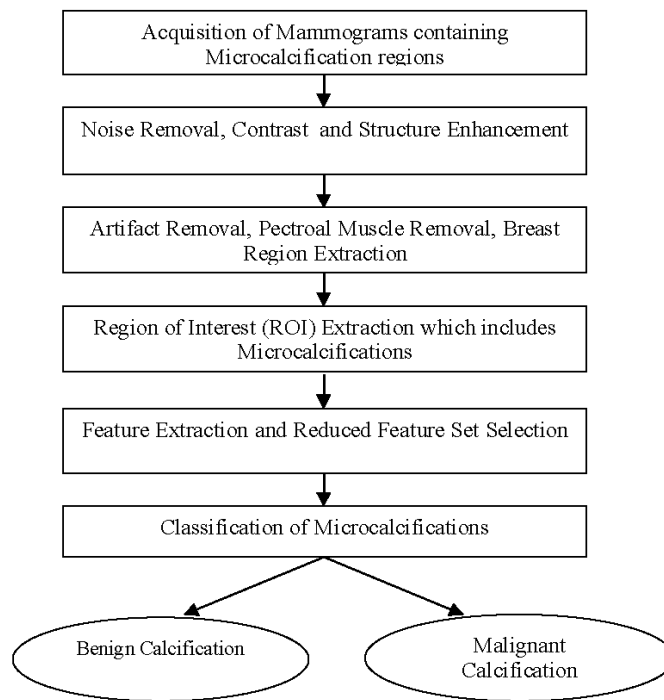 Acquisition of Mammograms containing
Microcalcification regions
Noise Removal, Contrast and Structure Enhancement
Artifact Removal, Pectroal Muscle Removal, Breast
Region Extraction
Region of Interest (ROI) Extraction which includes
Microcalcifications
Feature Extraction and Reduced Feature Set Selection
Classification of Microcalcifications
Benign Calcification
Malignant
Calcification